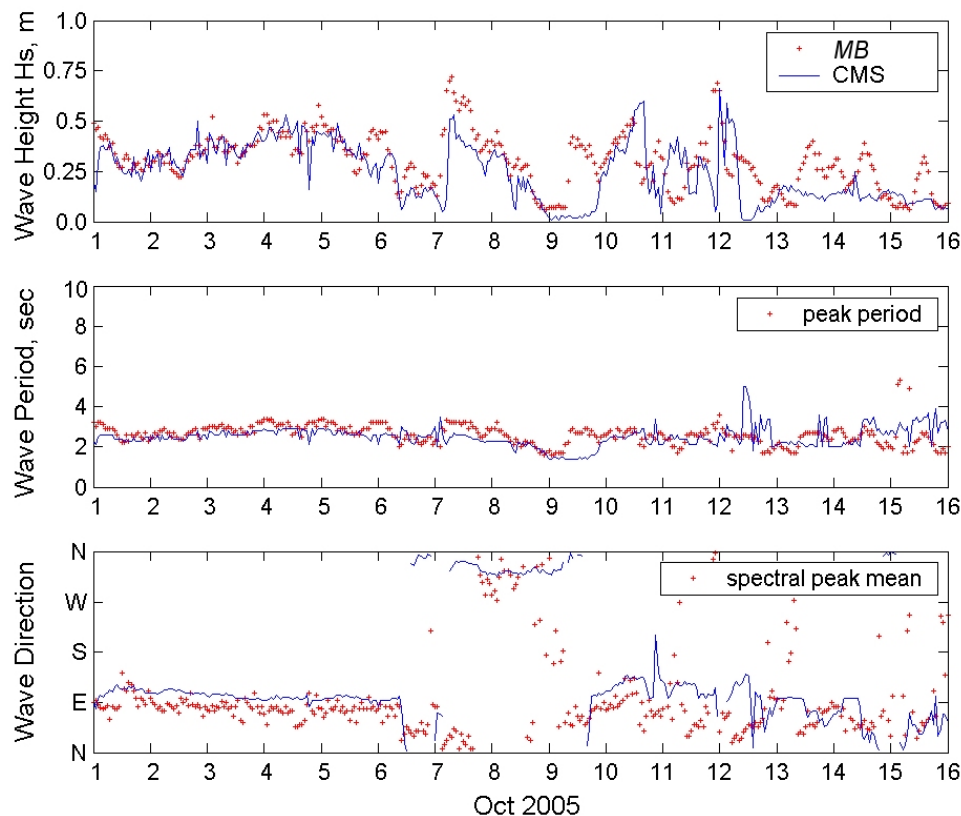 Wave Height Hs, m
1.0
0.75
0.5
0.25
0.0
MB
CMS
1 2 3 4 5 6 7 8 9 10 11 12 13 14 15 16
Wave Period, sec
10
8
6
4
2
0
peak period
1 2 3 4 5 6 7 8 9 10 11 12 13 14 15 16
Wave Direction
N
W
S
E
N
spectral peak mean
1 2 3 4 5 6 7 8 9 10 11 12 13 14 15 16
Oct 2005